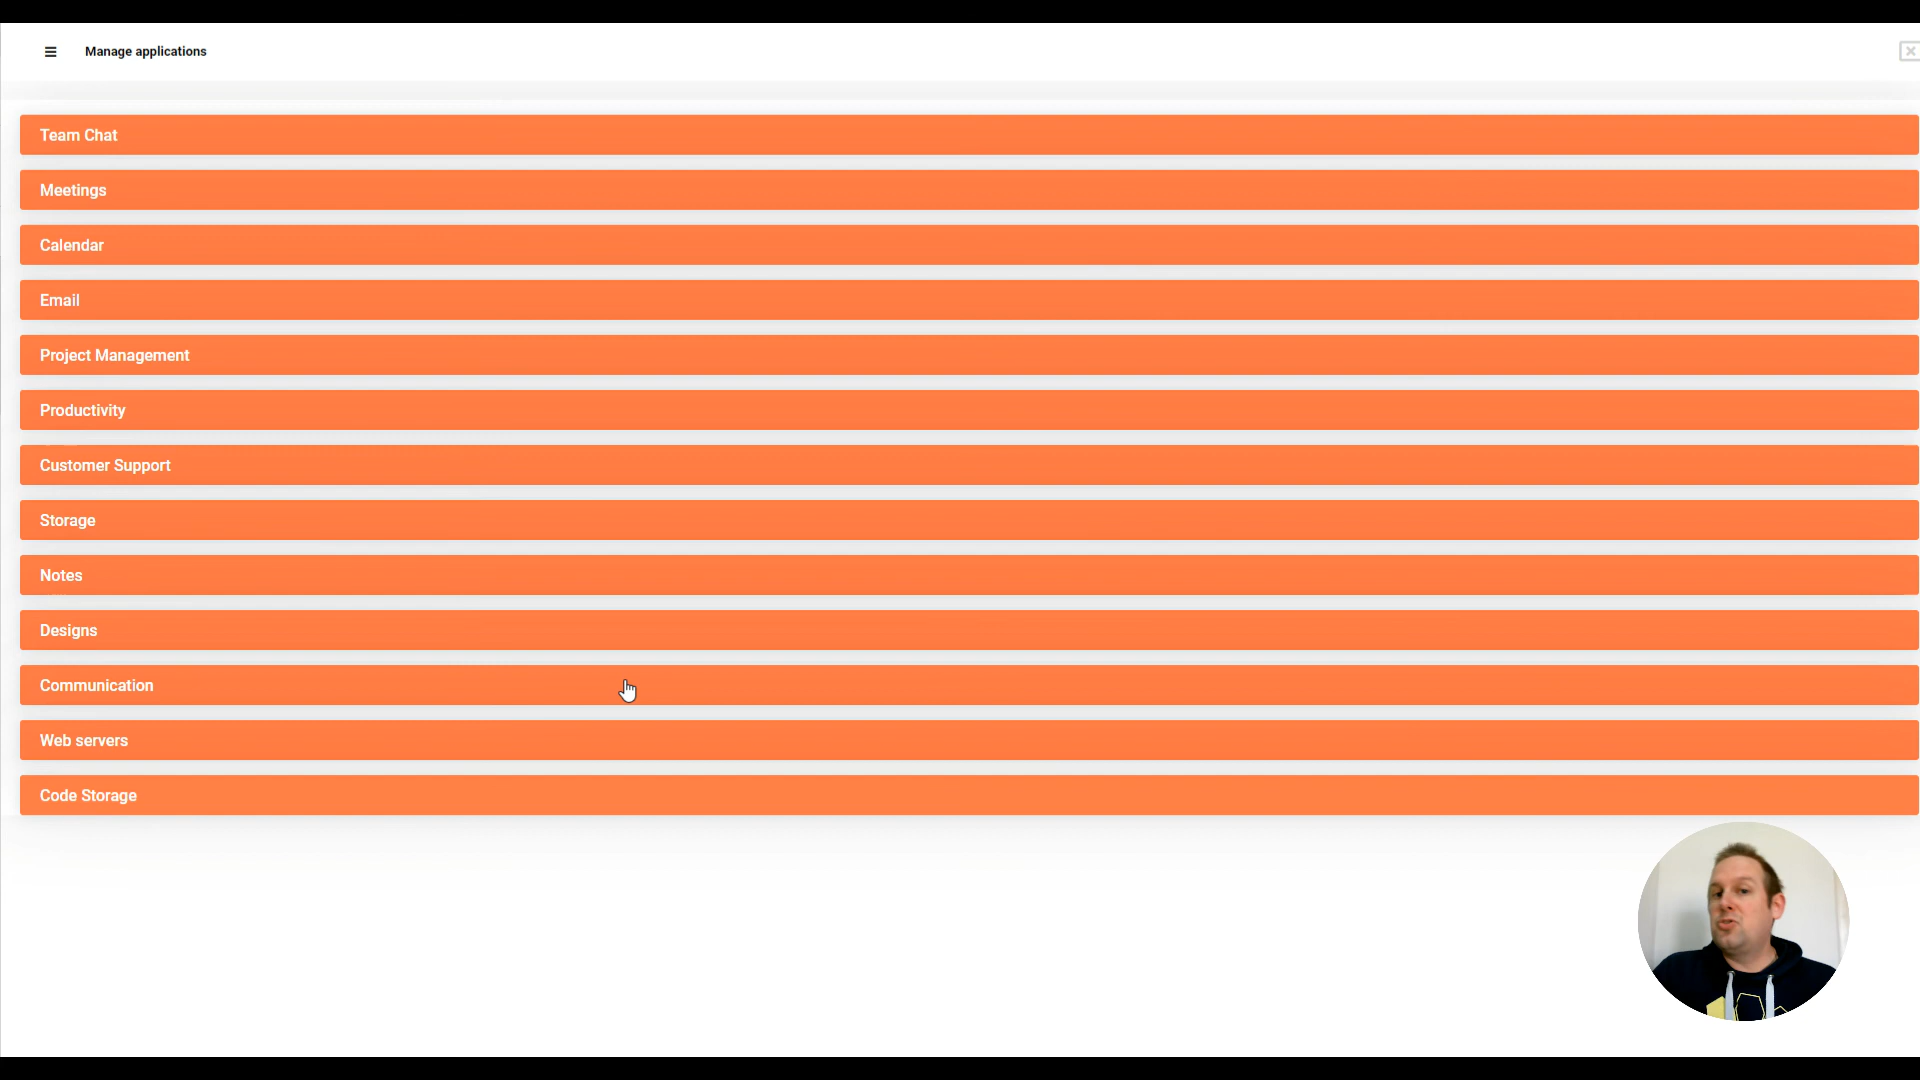 Manage applications
Team Chat
Meetings
Calendar
Email
Project Management
Productivity
Customer Support
Storage
Notes
Designs
Communication
Web servers
Code Storage